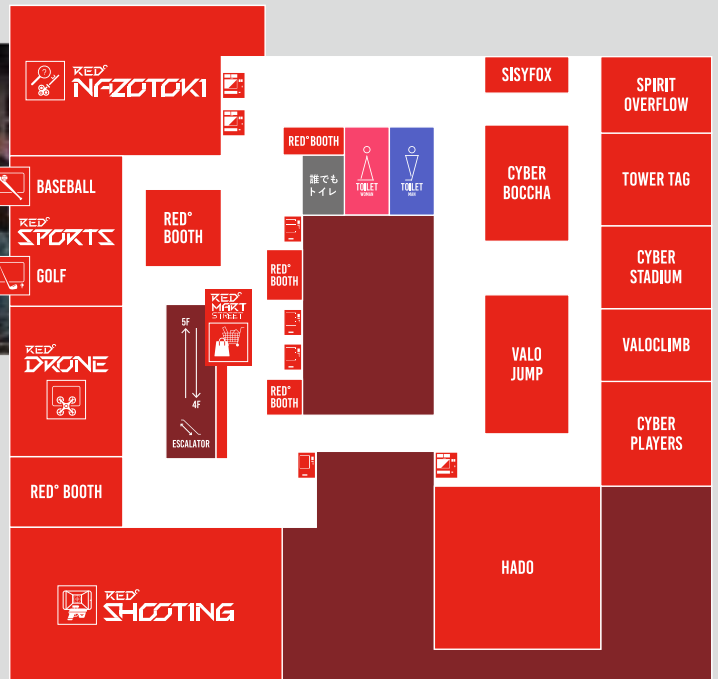 RED°
NAZOTOKI
SISYFOX
SPIRIT
OVERFLOW
RED° BOOTH
誰でも
トイレ
TOILET
WOMAN
TOILET
MAN
CYBER
BOCCHA
TOWER TAG
BASEBALL
RED°
SPORTS
GOLF
RED°
BOOTH
RED°
BOOTH
CYBER
STADIUM
RED°
MART
STREET
5F
4F
ESCALATOR
RED°
DRONE
VALO
JUMP
VALOCLIMB
RED°
BOOTH
CYBER
PLAYERS
RED° BOOTH
HADO
RED°
SHOOTING